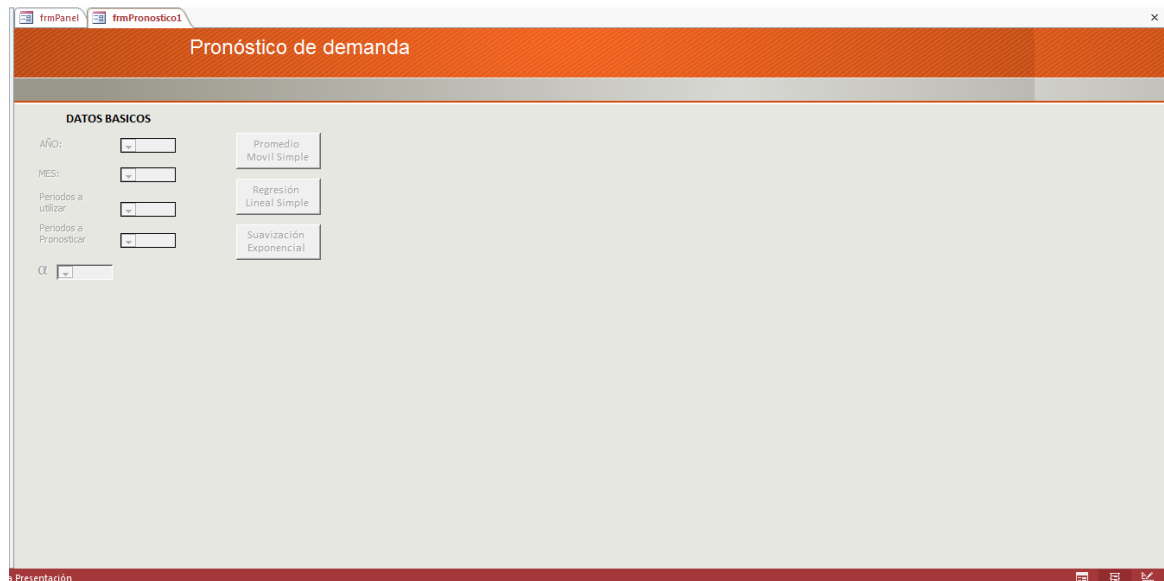 frmPanel frmPronostico1
Pronóstico de demanda
DATOS BASICOS
AÑO:
MES:
Periodos a
utilizar
Periodos a
Pronosticar
α
Promedio
Movil Simple
Regresión
Lineal Simple
Suavización
Exponencial
a Presentación